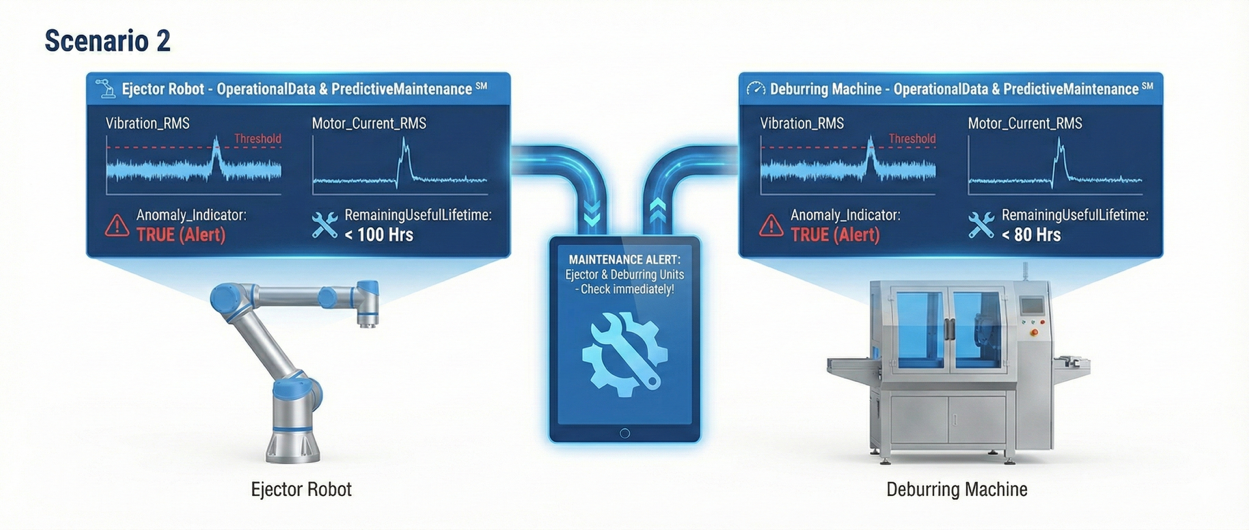 Scenario 2
Ejector Robot - OperationalData & PredictiveMaintenance SM
Vibration_RMS
Threshold
Motor_Current_RMS
Anomaly_Indicator:
TRUE (Alert)
RemainingUsefulLifetime:
< 100 Hrs
Deburring Machine - OperationalData & PredictiveMaintenance SM
Vibration_RMS
Threshold
Motor_Current_RMS
Anomaly_Indicator:
TRUE (Alert)
RemainingUsefulLifetime:
< 80 Hrs
MAINTENANCE ALERT:
Ejector & Deburring Units
- Check immediately!
Ejector Robot
Deburring Machine